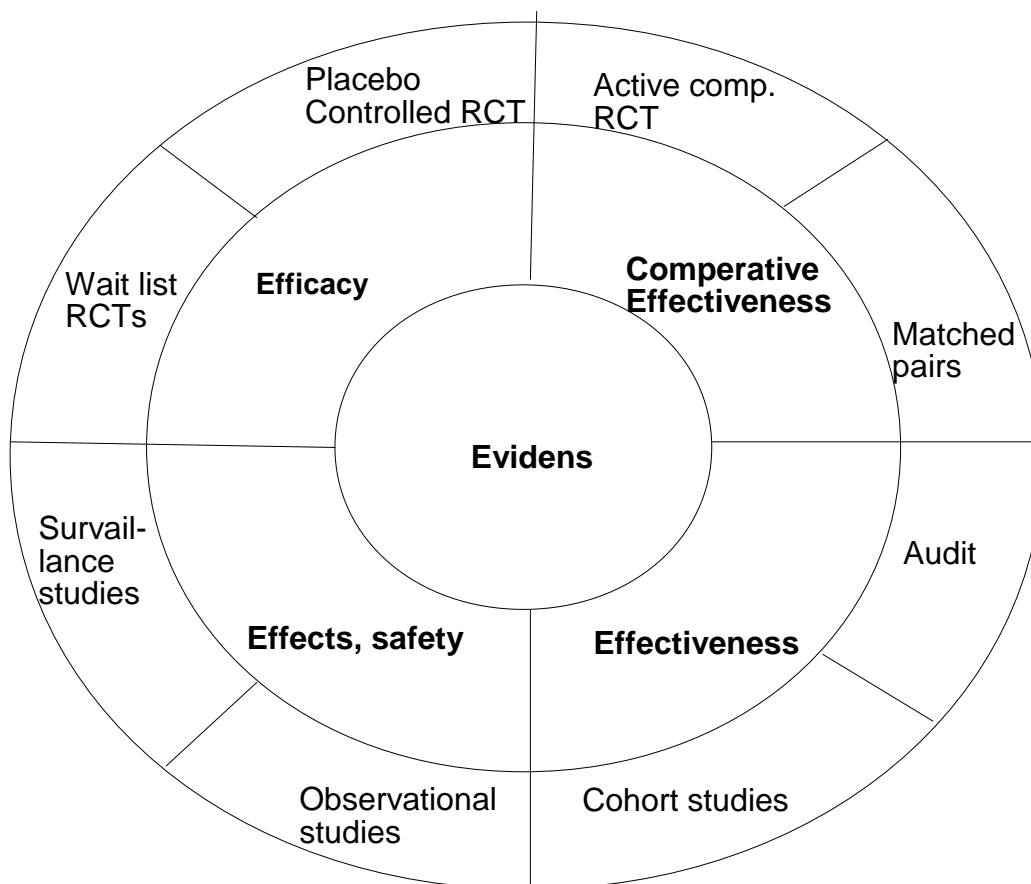 Placebo
Controlled RCT
Active comp.
RCT
Wait list
RCTs
Efficacy
Comperative
Effectiveness
Matched
pairs
Evidens
Survail-
lance
studies
Audit
Effects, safety
Effectiveness
Observational
studies
Cohort studies